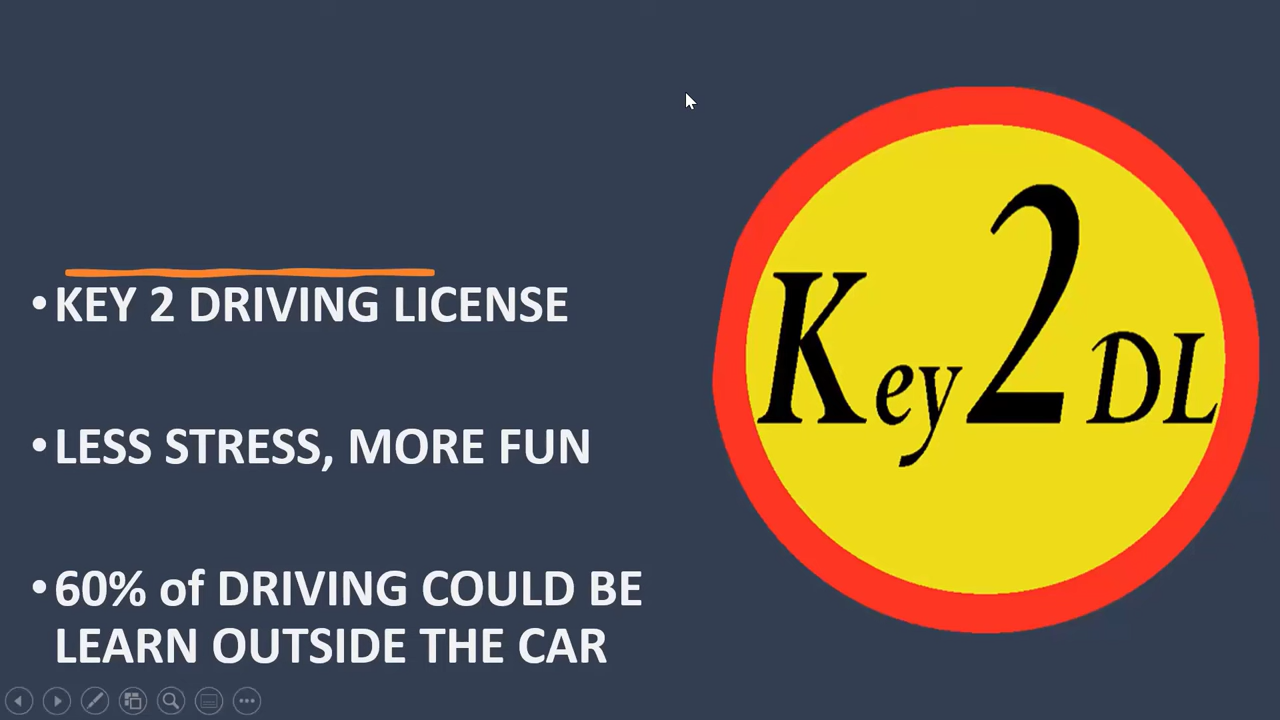 • KEY 2 DRIVING LICENSE
• LESS STRESS, MORE FUN
• 60% of DRIVING COULD BE
LEARN OUTSIDE THE CAR
Key2DL